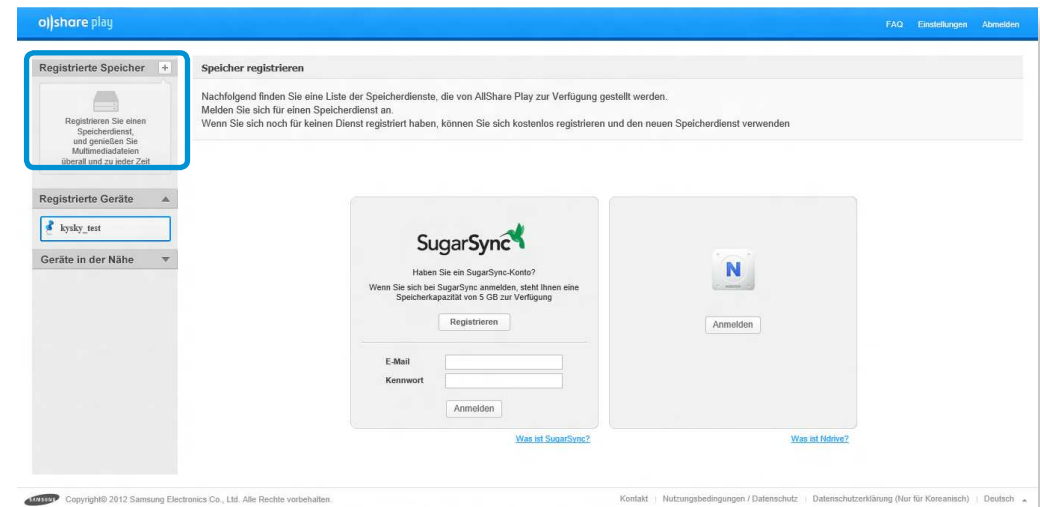 allshare play
FAQ Einstellungen Abmelden
Registrierte Speicher +
Registrieren Sie einen
Speicherdienst,
und genießen Sie
Multimediadateien
überall und zu jeder Zeit
Registrierte Geräte
kysky_test
Geräte in der Nähe
Speicher registrieren
Nachfolgend finden Sie eine Liste der Speicherdienste, die von AllShare Play zur Verfügung gestellt werden.
Melden Sie sich für einen Speicherdienst an.
Wenn Sie sich noch für keinen Dienst registriert haben, können Sie sich kostenlos registrieren und den neuen Speicherdienst verwenden
SugarSync
Haben Sie ein SugarSync-Konto?
Wenn Sie sich bei SugarSync anmelden, steht Ihnen eine
Speicherkapazität von 5 GB zur Verfügung
Registrieren
E-Mail
Kennwort
Anmelden
Was ist SugarSync?
N
Anmelden
Was ist Ndrive?
SAMSUNG Copyright© 2012 Samsung Electronics Co., Ltd. Alle Rechte vorbehalten.
Kontakt | Nutzungsbedingungen / Datenschutz | Datenschutzerklärung (Nur für Koreanisch) | Deutsch